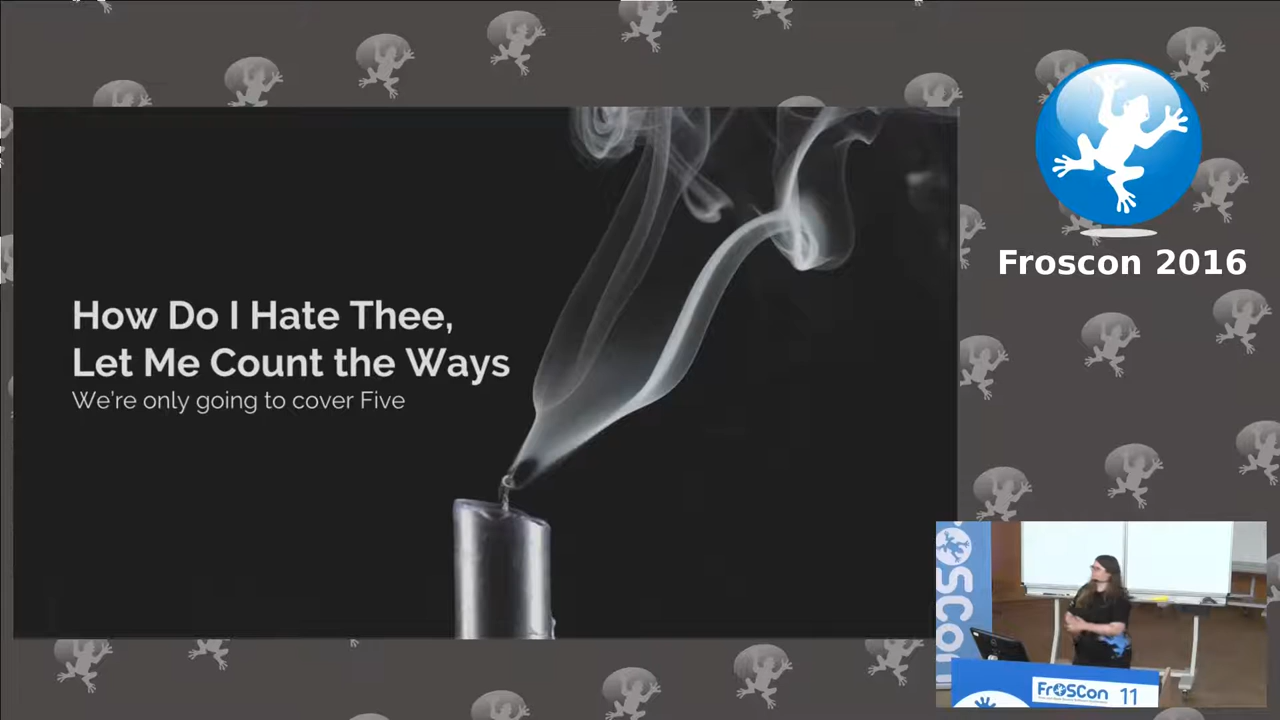 How Do I Hate Thee,
Let Me Count the Ways
We're only going to cover Five
Froscon 2016
FrOSCon
FrOSCon 11